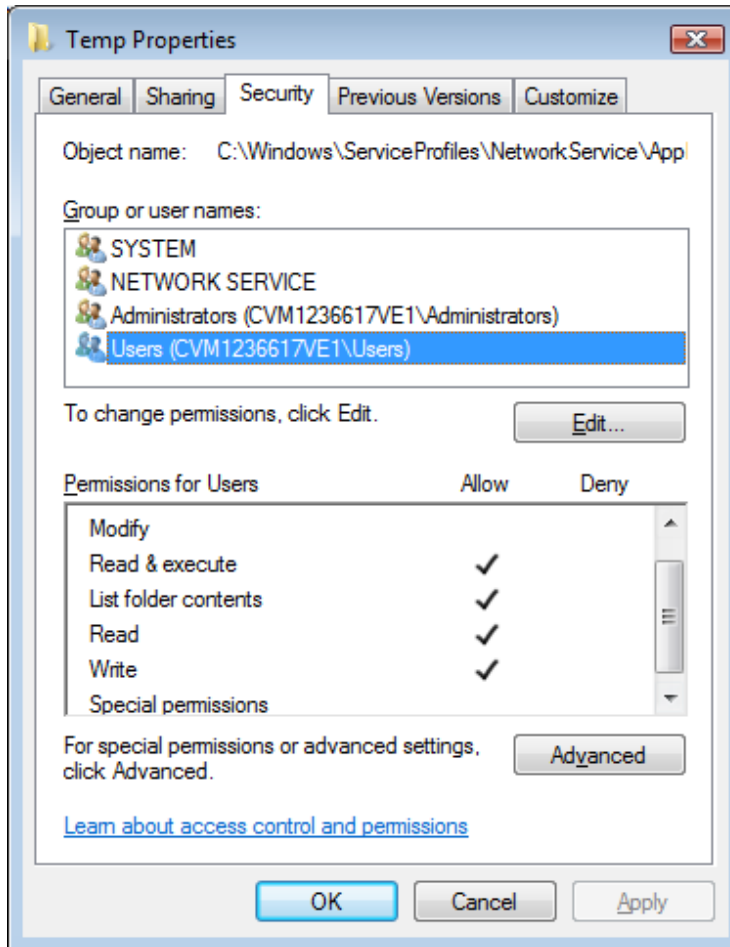 Temp Properties
General Sharing Security Previous Versions Customize
Object name: C:\Windows\ServiceProfiles\NetworkService\App
Group or user names:
SYSTEM
NETWORK SERVICE
Administrators (CVM1236617VE1\Administrators)
Users (CVM1236617VE1\Users)
To change permissions, click Edit.
Edit...
Permissions for Users Allow Deny
Modify
Read & execute
List folder contents
Read
Write
Special permissions
For special permissions or advanced settings,
click Advanced.
Advanced
Learn about access control and permissions
OK Cancel Apply